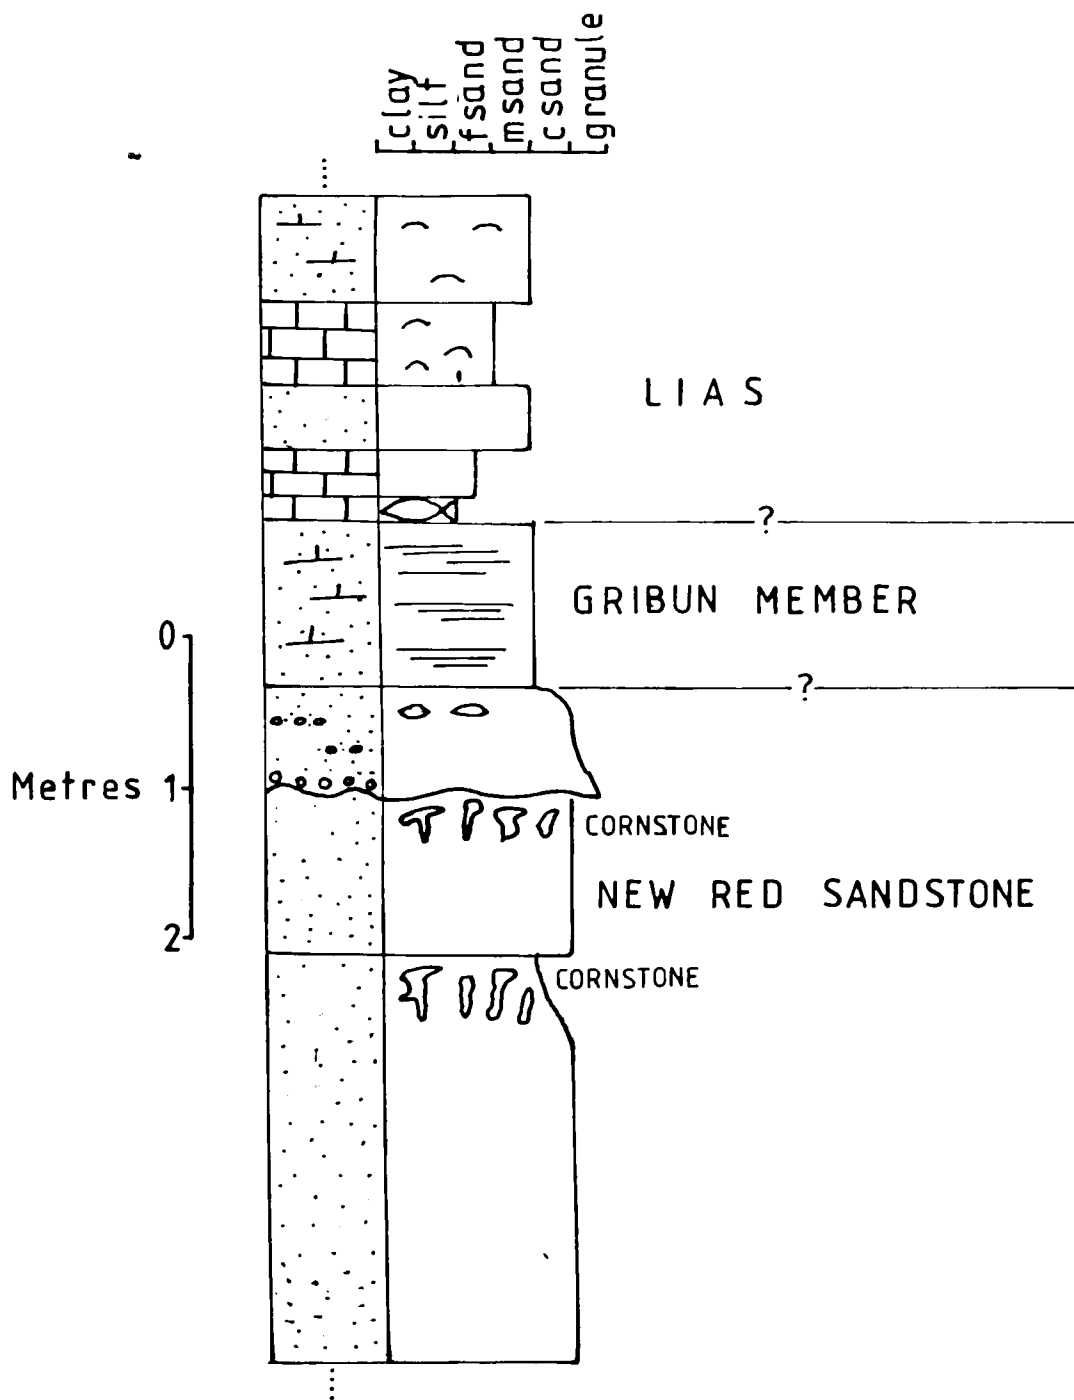 clay
silt
fsand
msand
csand
granule
LIAS
?
GRIBUN MEMBER
0
?
Metres 1
CORNSTONE
NEW RED SANDSTONE
2
CORNSTONE